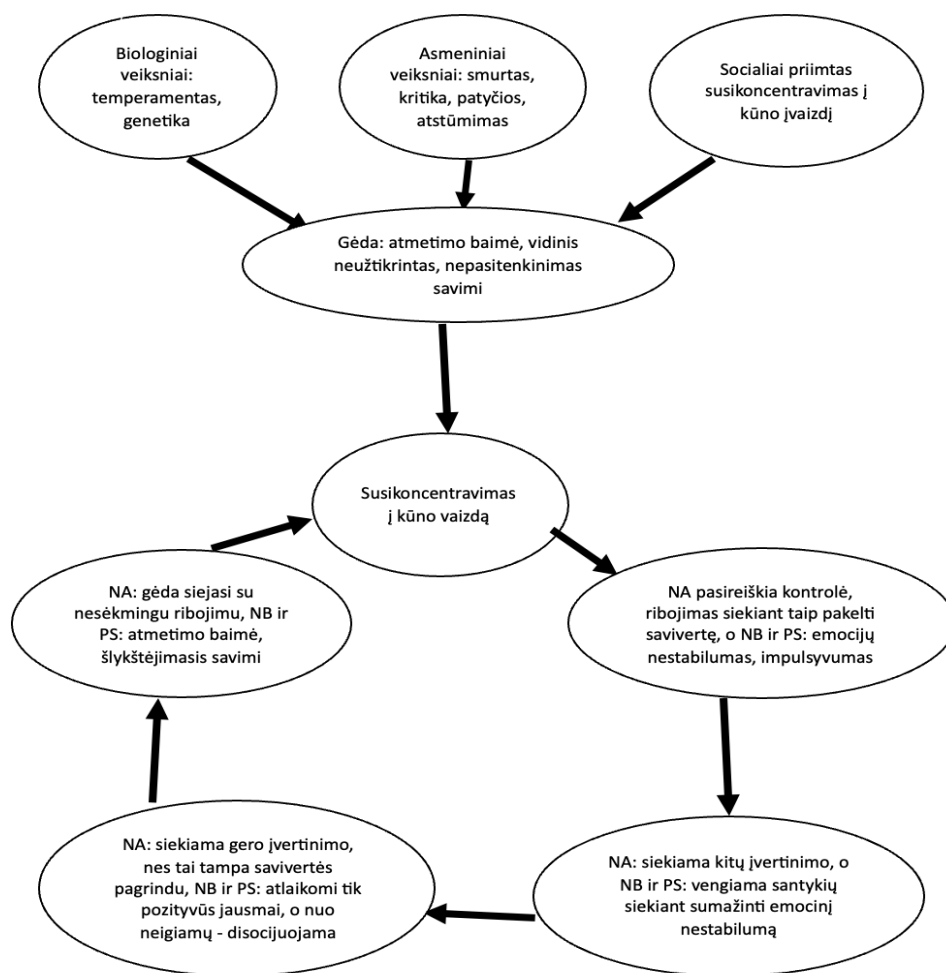 Biologiniai
veiksniai:
temperamentas,
genetika
Asmeniniai
veiksniai: smurtas,
kritika, patyčios,
atstūmimas
Socialiai priimtas
susikoncentravimas į
kūno įvaizdį
Gėda: atmetimo baimė, vidinis
neužtikrintas, nepasitenkinimas
savimi
Susikoncentravimas
į kūno vaizdą
NA: gėda siejasi su
nesėkmingu ribojimu, NB ir
PS: atmetimo baimė,
šlykštėjimasis savimi
NA pasireiškia kontrolė,
ribojimas siekiant taip pakelti
savivertę, o NB ir PS: emocijų
nestabilumas, impulsyvumas
NA: siekiama gero įvertinimo,
nes tai tampa savivertės
pagrindu, NB ir PS: atlaikomi tik
pozityvūs jausmai, o nuo
neigiamų - disocijuojama
NA: siekiama kitų įvertinimo, o
NB ir PS: vengiama santykių
siekiant sumažinti emocinį
nestabilumą